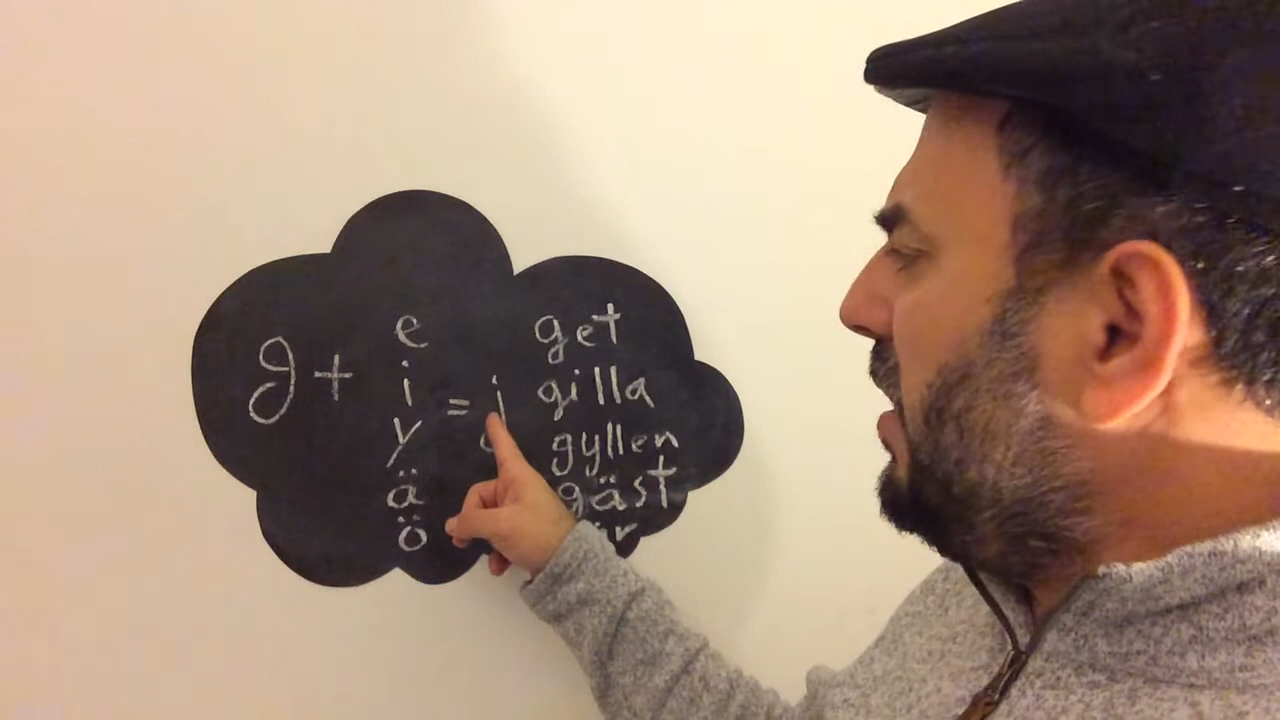 g + e i y ä ö = j
get
gilla
gyllen
gäst